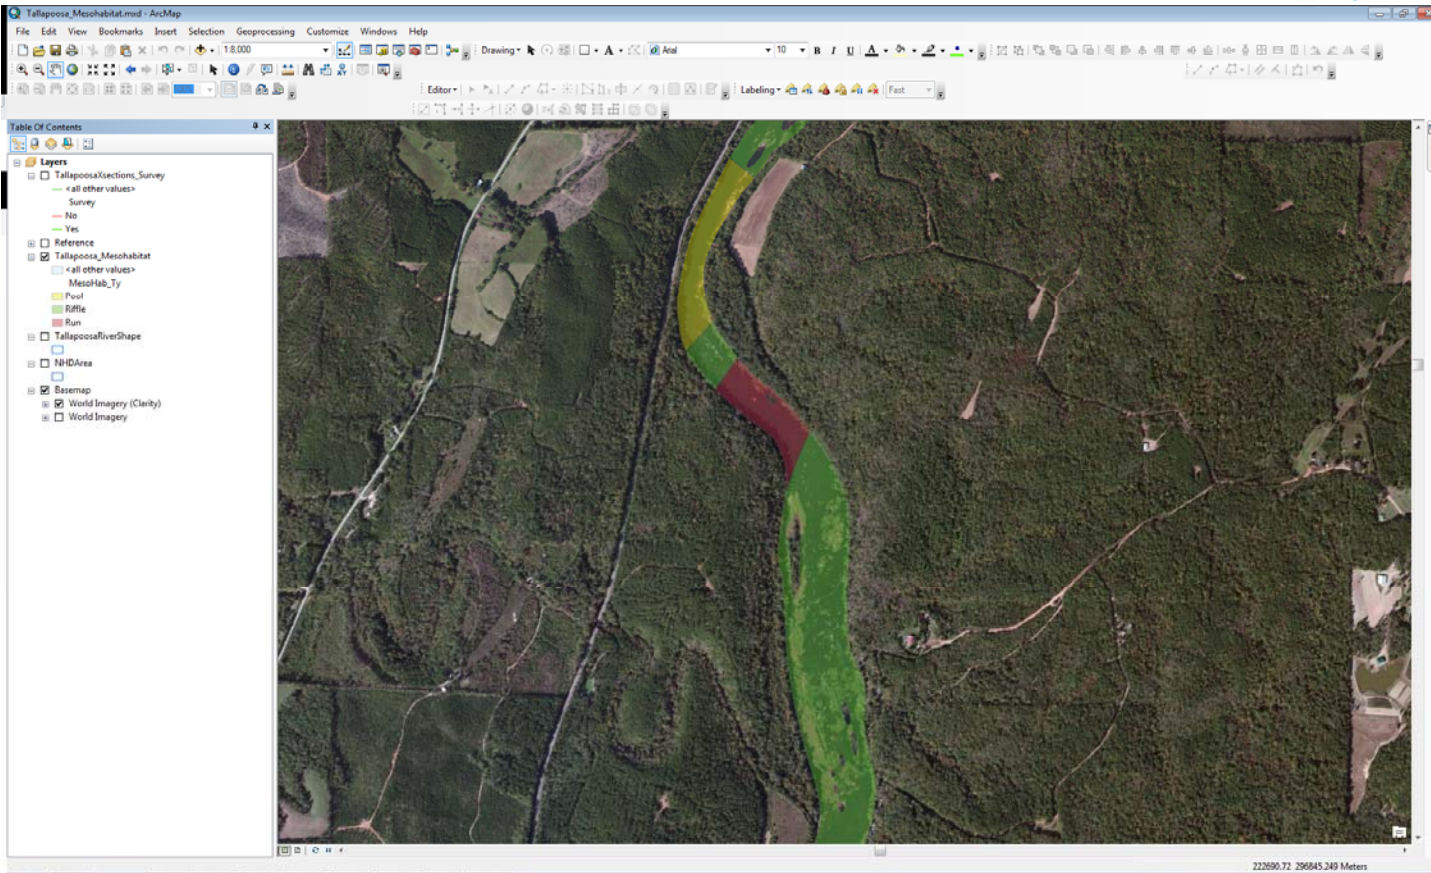 Tallapoosa_Mesohabitat.mxd - ArcMap
File Edit View Bookmarks Insert Selection Geoprocessing Customize Windows Help
1:8,000
Drawing
A
Arial
10
B I U A
Editor
Labeling
Fast
Table Of Contents
Layers
TallapoosaXsections_Survey
<all other values>
Survey
No
Yes
Reference
Tallapoosa_Mesohabitat
<all other values>
MesoHab_Ty
Pool
Riffle
Run
TallapoosaRiverShape
NHDArea
Basemap
World Imagery (Clarity)
World Imagery
222690.72 296845.249 Meters